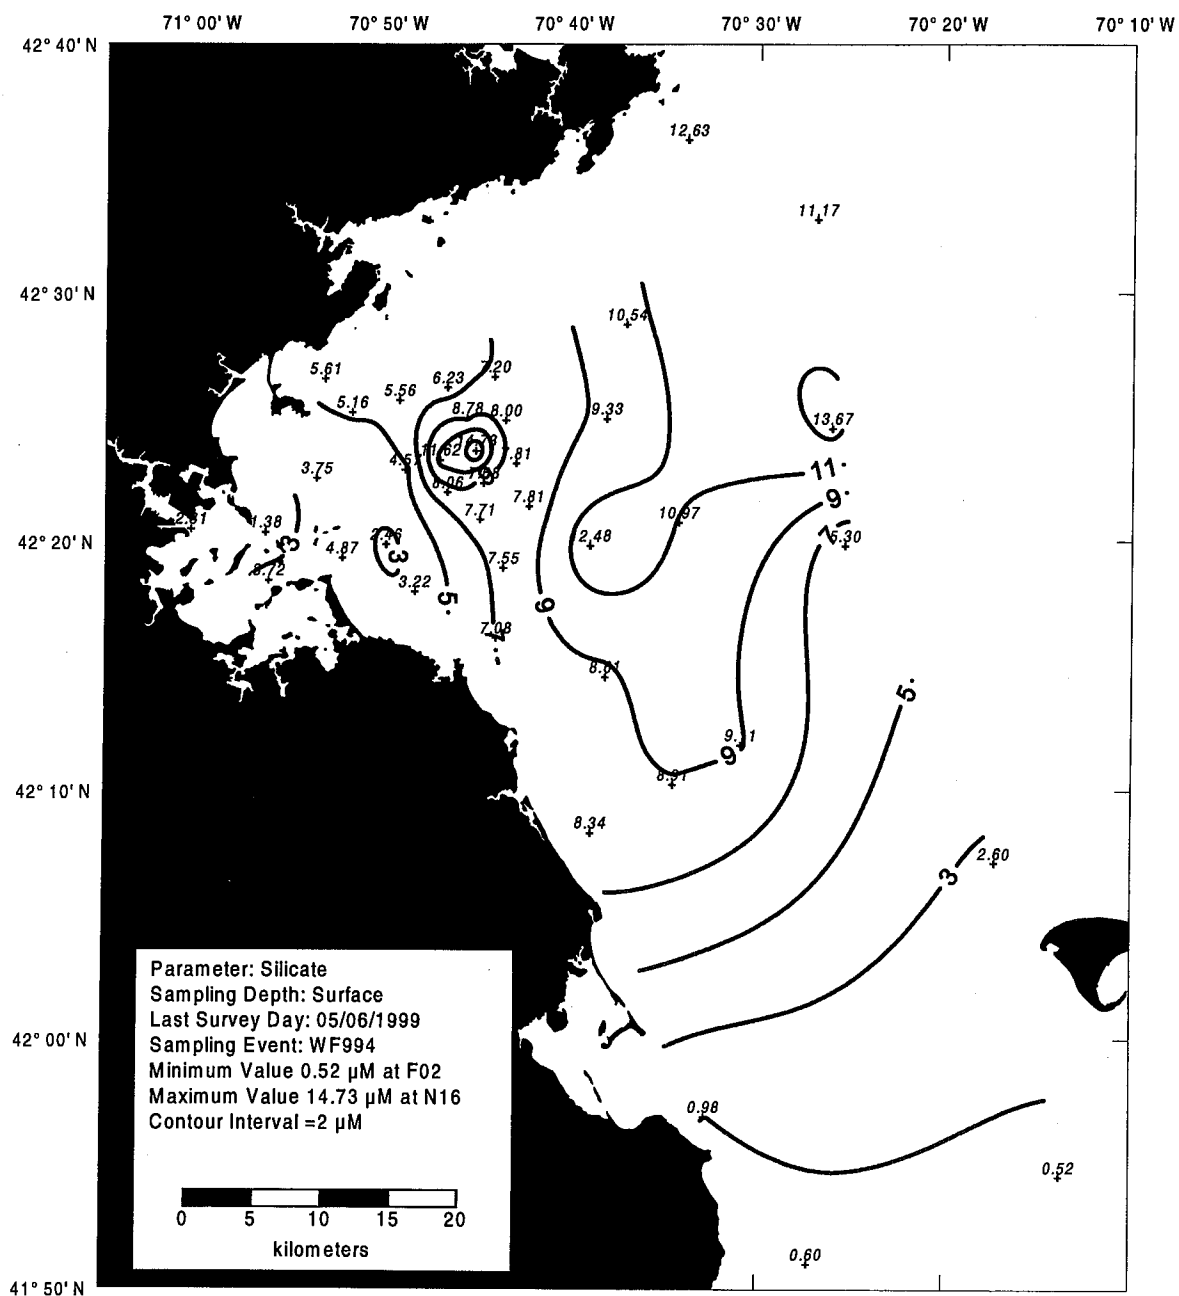 71° 00' W 70° 50' W 70° 40' W 70° 30' W 70° 20' W 70° 10' W
42° 40' N
12.63
11.17
42° 30' N
10.54
5.61
6.23
7.20
5.56
5.16
8.78
8.00
9.33
13.67
11.62
7.81
11
3.75
8.06
9
7.81
7.71
10.97
1.38
2.48
7
5.30
42° 20' N
4.87
3
3
7.55
3.22
5
9
7.08
8.61
5
9
42° 10' N
8.34
2.60
3
Parameter: Silicate
Sampling Depth: Surface
Last Survey Day: 05/06/1999
42° 00' N
Sampling Event: WF994
Minimum Value 0.52 µM at F02
Maximum Value 14.73 µM at N16
Contour Interval =2 µM
0.98
0.52
0 5 10 15 20
kilometers
0.60
41° 50' N